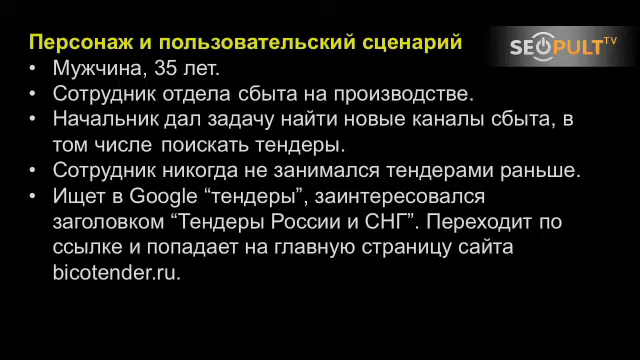 Персонаж и пользовательский сценарий
SEOPULT TV
• Мужчина, 35 лет.
• Сотрудник отдела сбыта на производстве.
• Начальник дал задачу найти новые каналы сбыта, в
том числе поискать тендеры.
• Сотрудник никогда не занимался тендерами раньше.
• Ищет в Google “тендеры”, заинтересовался
заголовком “Тендеры России и СНГ”. Переходит по
ссылке и попадает на главную страницу сайта
bicotender.ru.